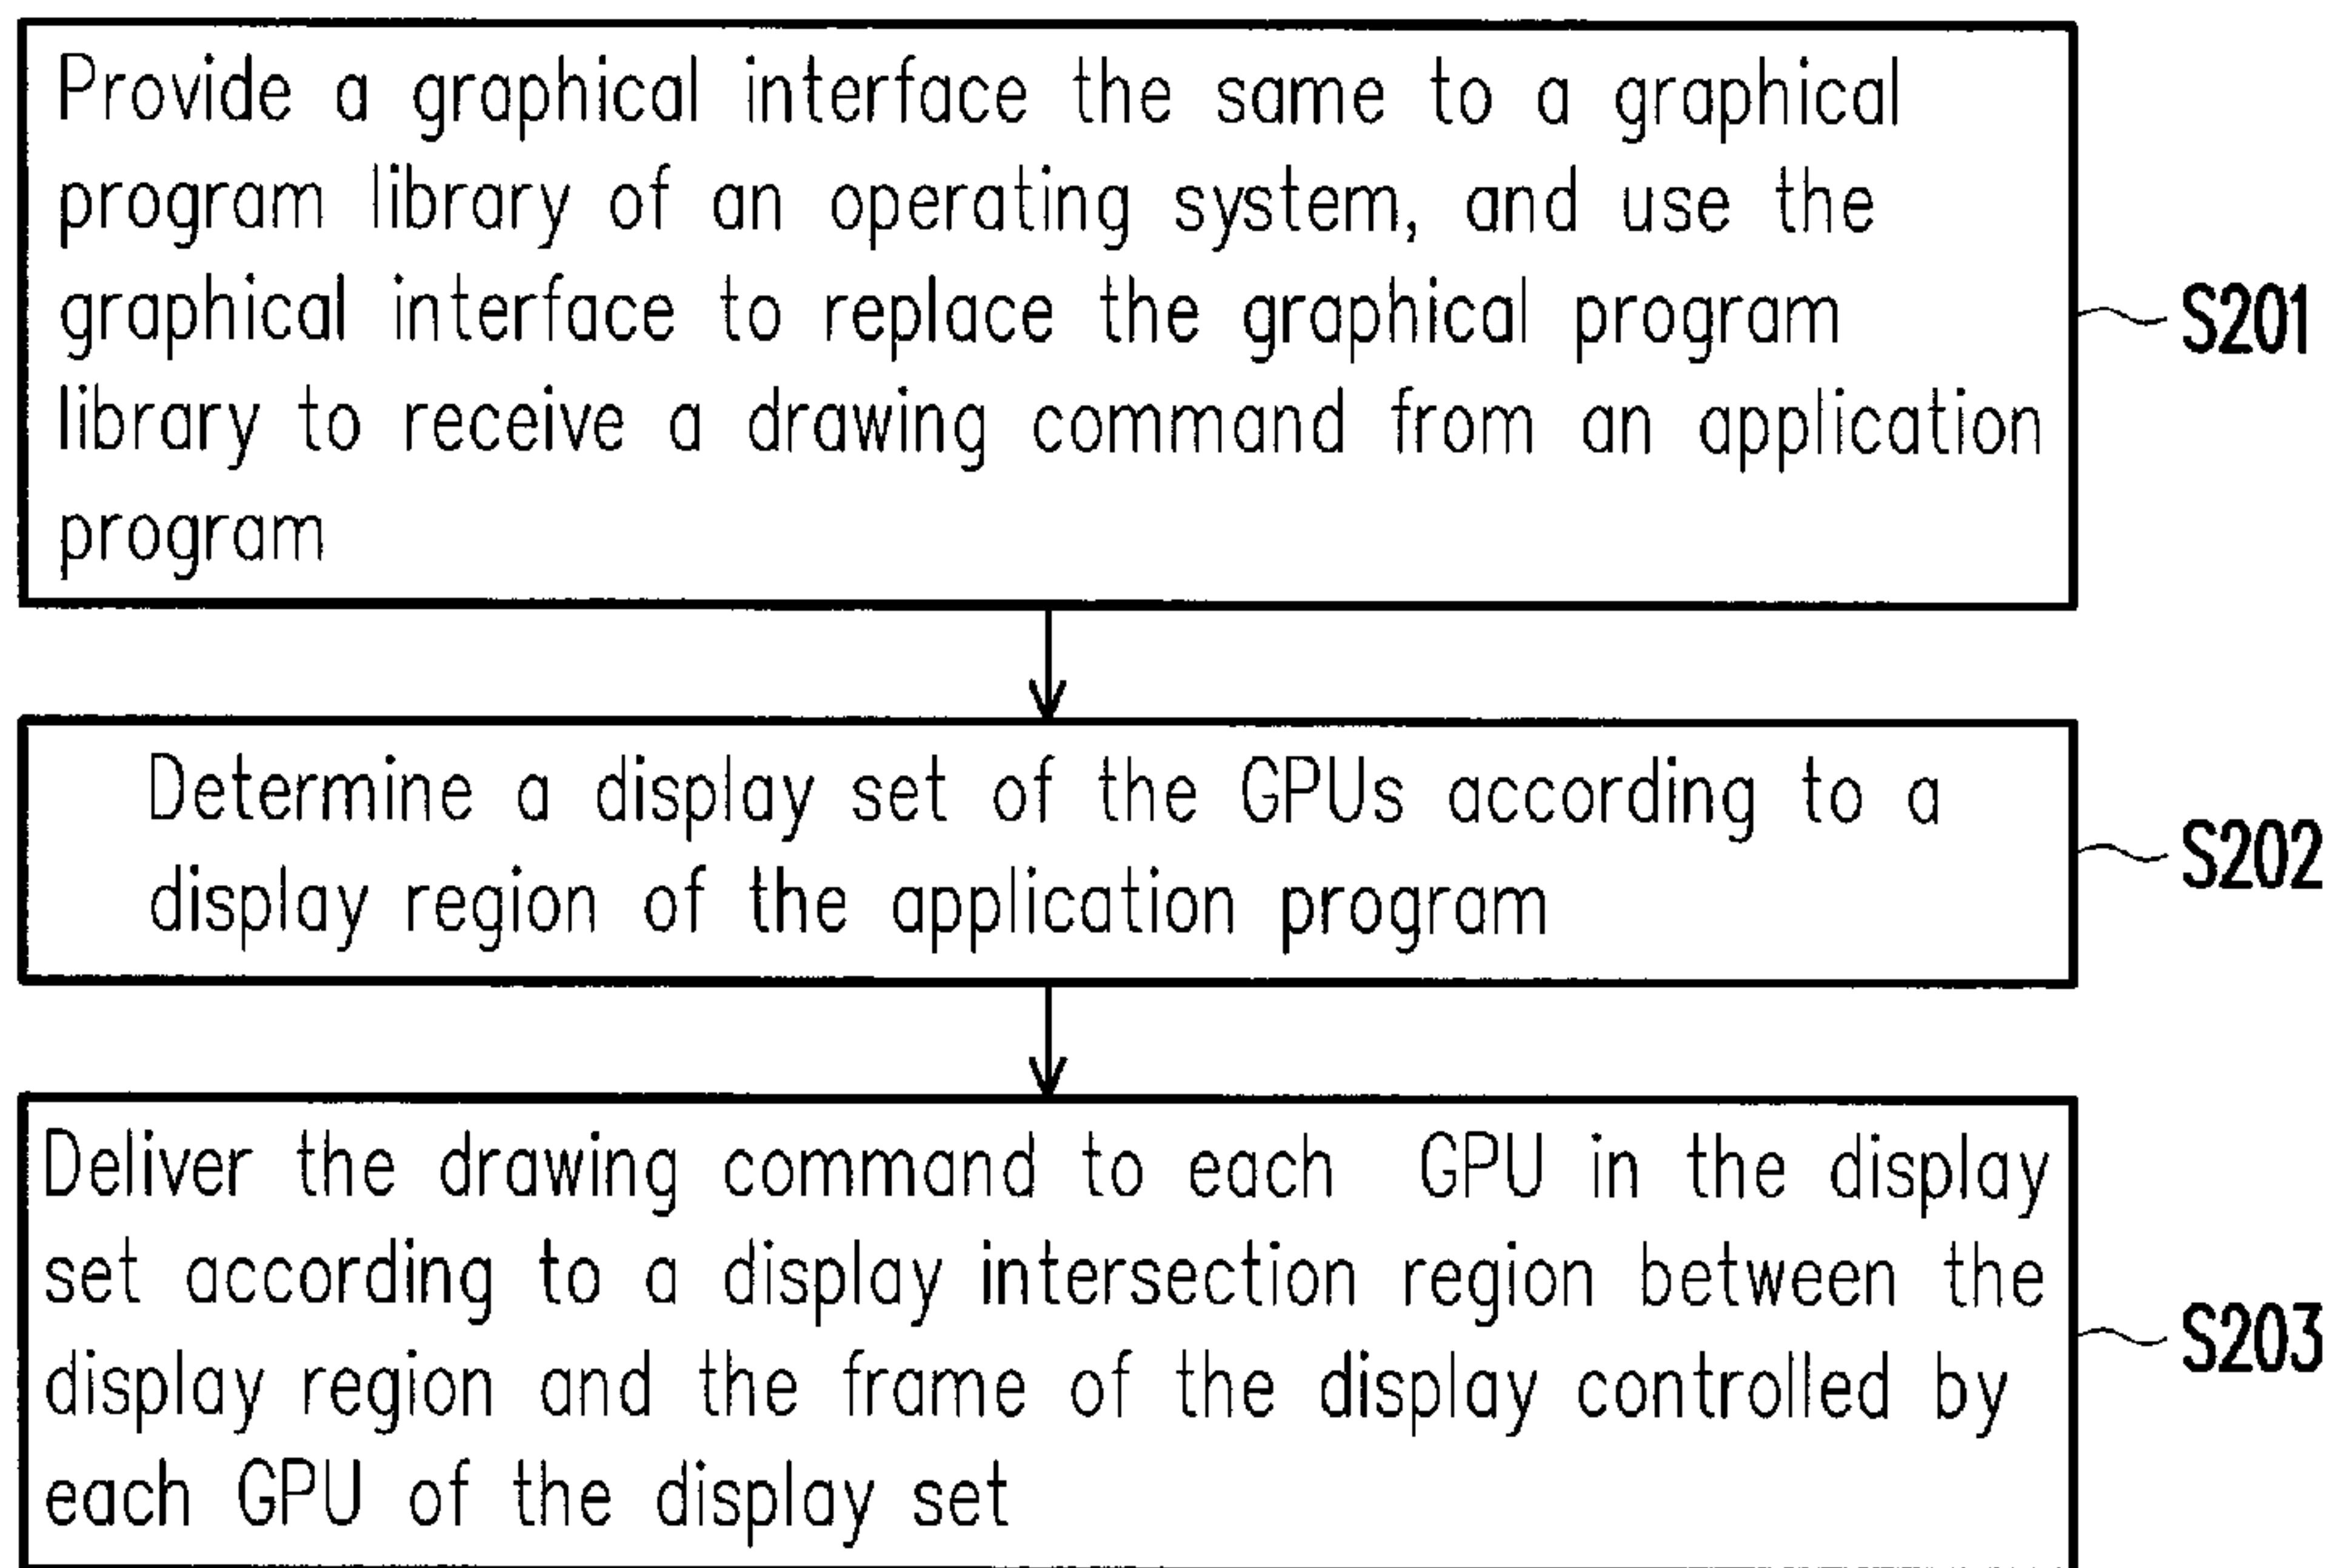 Provide a graphical interface the same to a graphical
program library of an operating system, and use the
graphical interface to replace the graphical program
library to receive a drawing command from an application
program
S201
Determine a display set of the GPUs according to a
display region of the application program
S202
Deliver the drawing command to each GPU in the display
set according to a display intersection region between the
display region and the frame of the display controlled by
each GPU of the display set
S203